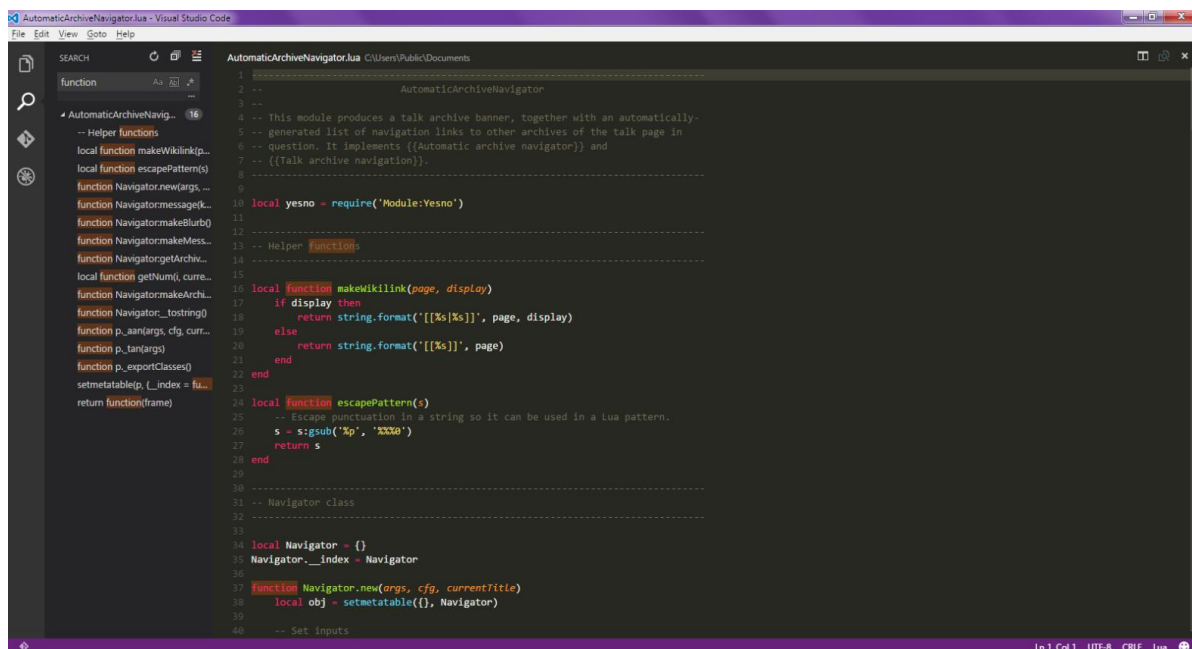 AutomaticArchiveNavigator.lua - Visual Studio Code
File Edit View Goto Help
SEARCH
function
Aa Ab| .*
...
AutomaticArchiveNavig... 16
-- Helper functions
local function makeWikilink(p...
local function escapePattern(s)
function Navigator.new(args, ...
function Navigator:message(k...
function Navigator:makeBlurb()
function Navigator:makeMess...
function Navigator:getArchiv...
local function getNum(i, curre...
function Navigator:makeArchi...
function Navigator:__tostring()
function p._aan(args, cfg, curr...
function p._tan(args)
function p._exportClasses()
setmetatable(p, {__index = fu...
return function(frame)
AutomaticArchiveNavigator.lua C:\Users\Public\Documents
1 -------------------------------------------------------------------------------
2 -- AutomaticArchiveNavigator
3 --
4 -- This module produces a talk archive banner, together with an automatically-
5 -- generated list of navigation links to other archives of the talk page in
6 -- question. It implements {{Automatic archive navigator}} and
7 -- {{Talk archive navigation}}.
8 -------------------------------------------------------------------------------
9
10 local yesno = require('Module:Yesno')
11
12 -------------------------------------------------------------------------------
13 -- Helper functions
14 -------------------------------------------------------------------------------
15
16 local function makeWikilink(page, display)
17 if display then
18 return string.format('[[%s|%s]]', page, display)
19 else
20 return string.format('[[%s]]', page)
21 end
22 end
23
24 local function escapePattern(s)
25 -- Escape punctuation in a string so it can be used in a Lua pattern.
26 s = s:gsub('%p', '%%%0')
27 return s
28 end
29
30 -------------------------------------------------------------------------------
31 -- Navigator class
32 -------------------------------------------------------------------------------
33
34 local Navigator = {}
35 Navigator.__index = Navigator
36
37 function Navigator.new(args, cfg, currentTitle)
38 local obj = setmetatable({}, Navigator)
39
40 -- Set inputs
Ln 1, Col 1 UTF-8 CRLF Lua